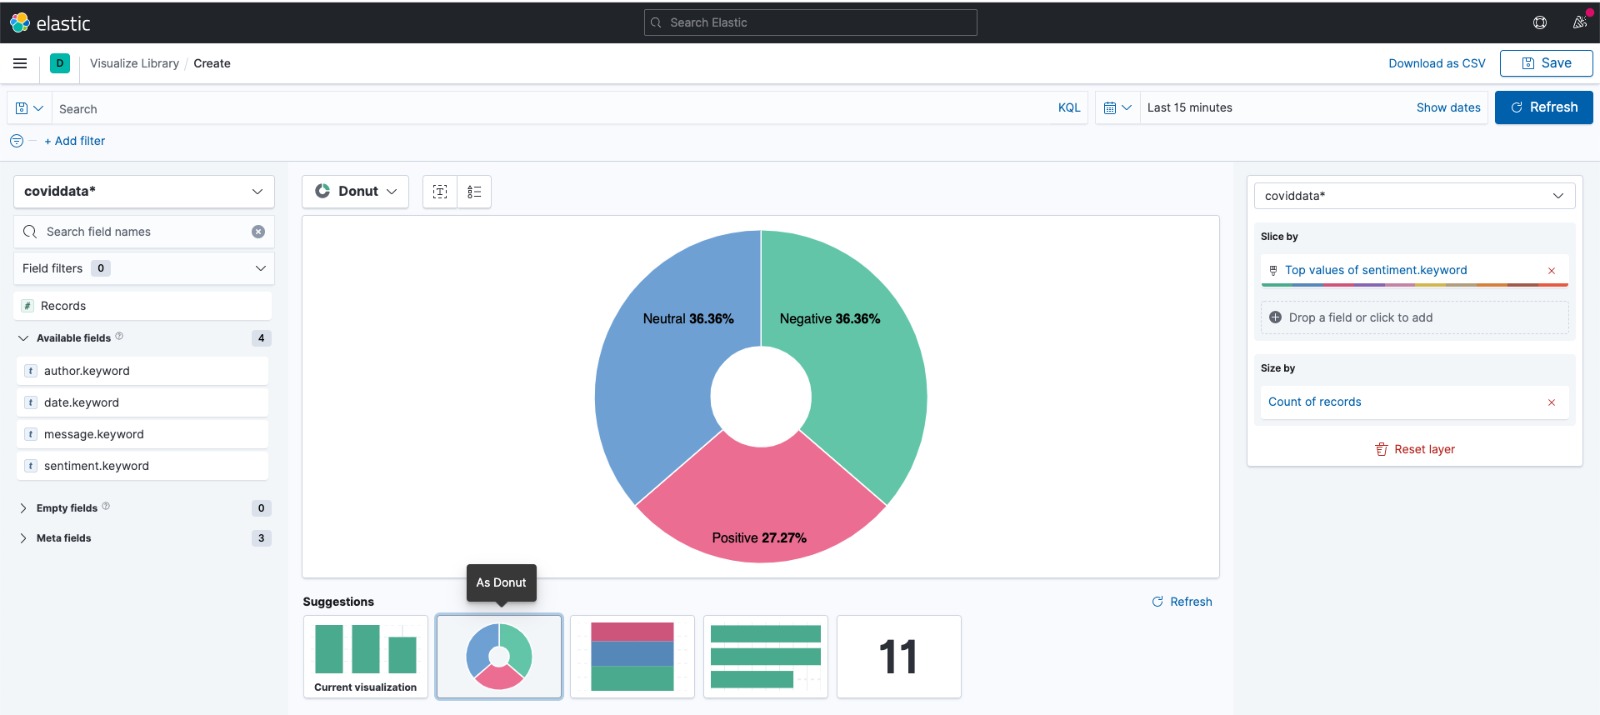 elastic
Search Elastic
D
Visualize Library / Create
Download as CSV
Save
Search
KQL
Last 15 minutes
Show dates
Refresh
+ Add filter
coviddata*
Search field names
Field filters 0
# Records
Available fields ? 4
t author.keyword
t date.keyword
t message.keyword
t sentiment.keyword
Empty fields ? 0
Meta fields 3
Donut
Neutral 36.36%
Negative 36.36%
Positive 27.27%
As Donut
Suggestions
Refresh
Current visualization
11
coviddata*
Slice by
Top values of sentiment.keyword
Drop a field or click to add
Size by
Count of records
Reset layer